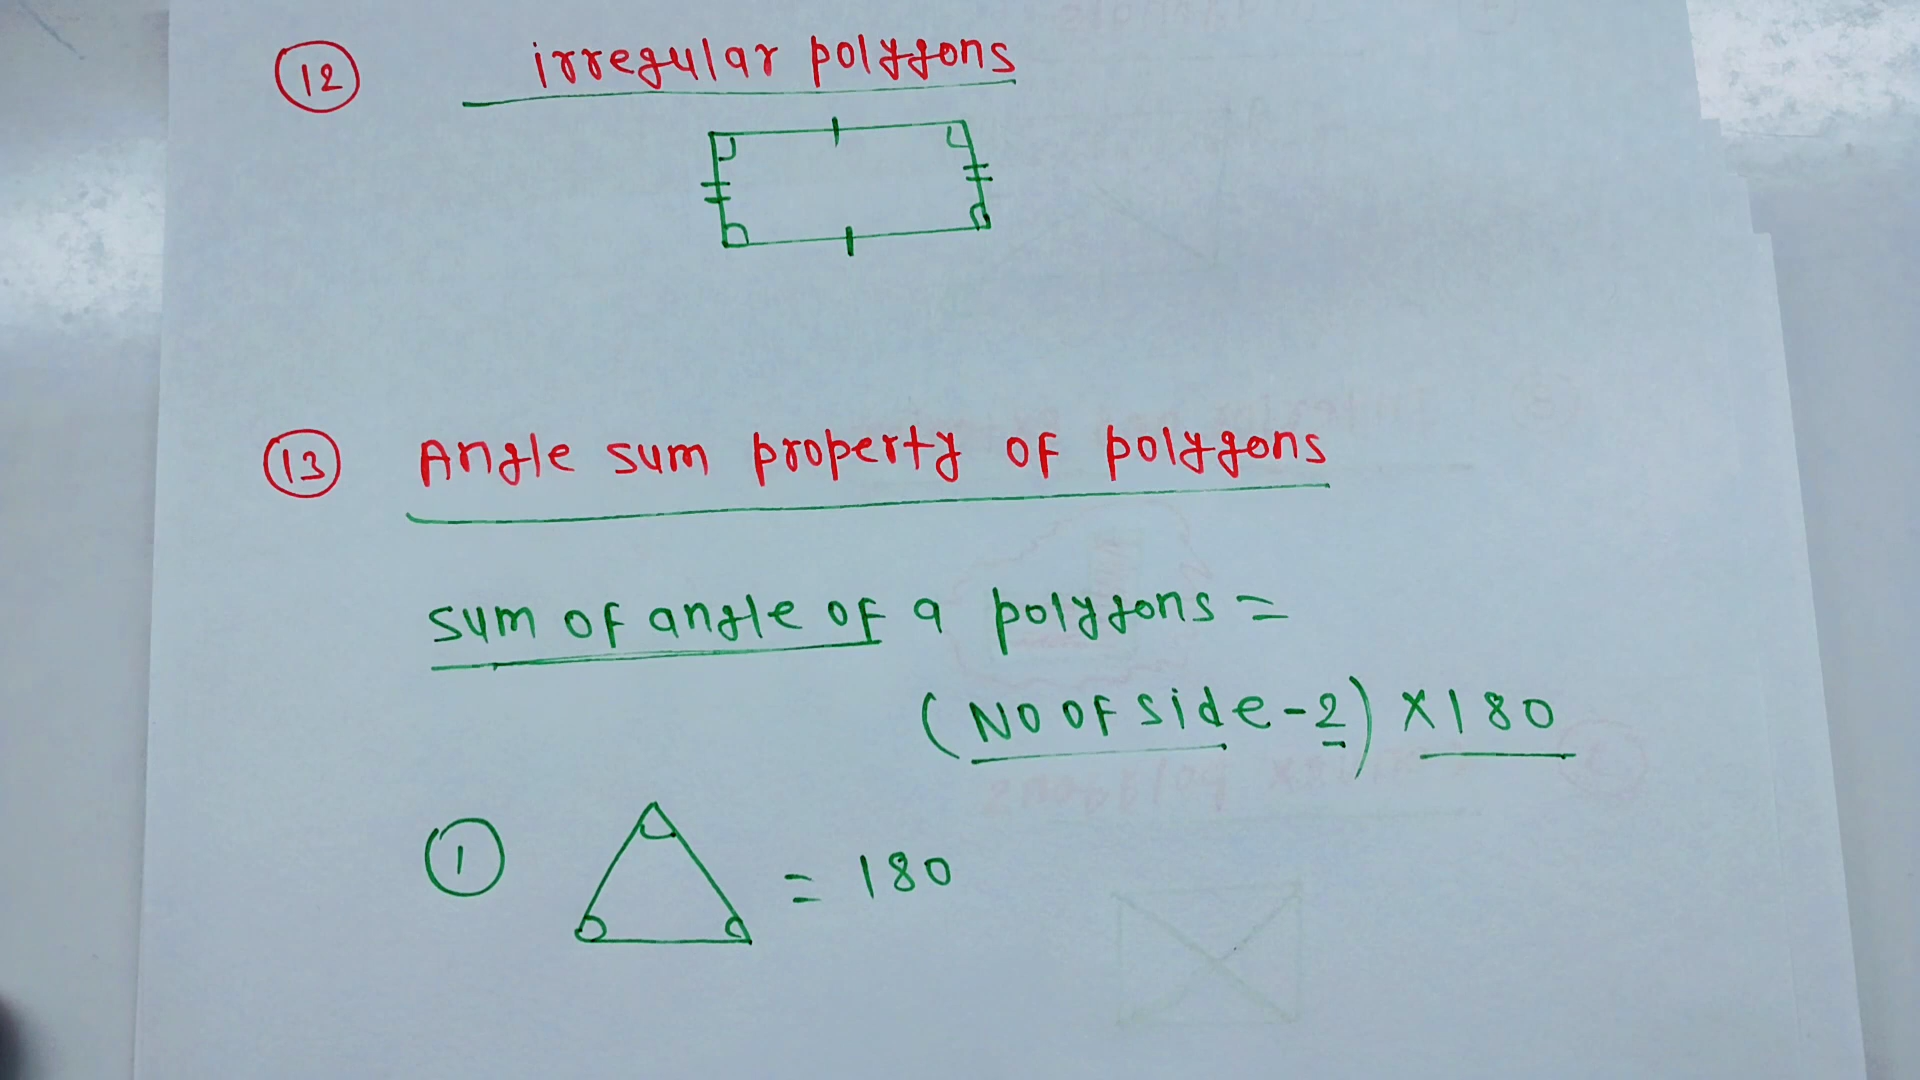 12 irregular polygons
13 Angle sum property of polygons
sum of angle of a polygons =
(NO OF side - 2) × 180
1 = 180